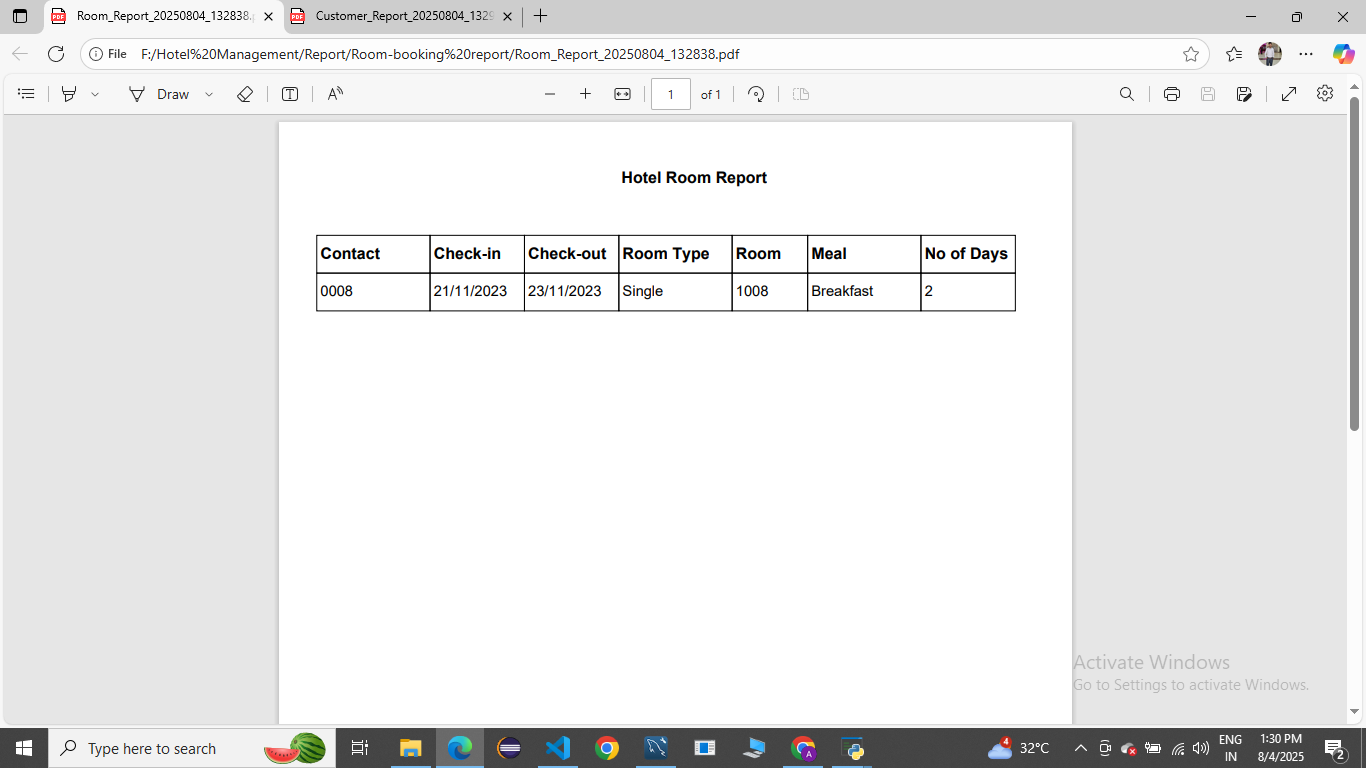 Room_Report_20250804_132838.p
Customer_Report_20250804_1329
File F:/Hotel%20Management/Report/Room-booking%20report/Room_Report_20250804_132838.pdf
Draw 1 of 1
Hotel Room Report
Contact Check-in Check-out Room Type Room Meal No of Days
0008 21/11/2023 23/11/2023 Single 1008 Breakfast 2
Activate Windows
Go to Settings to activate Windows.
Type here to search
4 32°C
ENG
IN
1:30 PM
8/4/2025
2